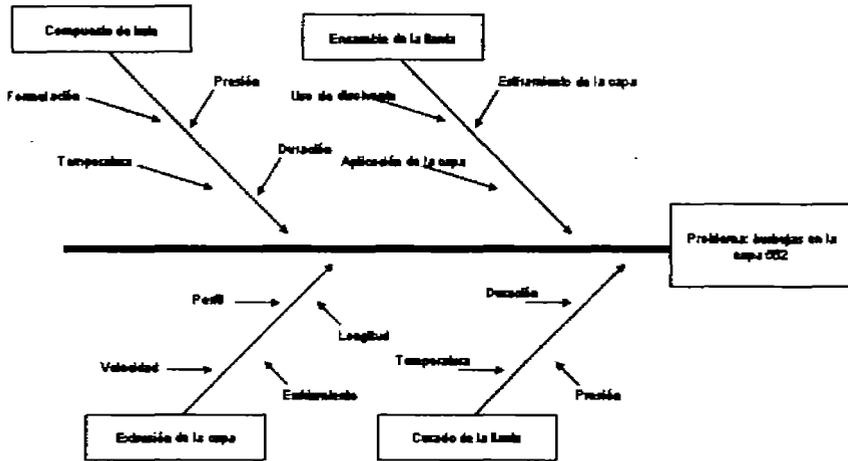 Compuesto de hule
Ensamble de la llanta
Presión
Formulación
Enfriamiento de la capa
Uso de
Duración
Temperatura
Aplicación de la capa
Problema: burbujas en la
capa 002
Perfil
Duración
Longitud
Velocidad
Temperatura
Enfriamiento
Presión
Extrusión de la capa
Curado de la llanta